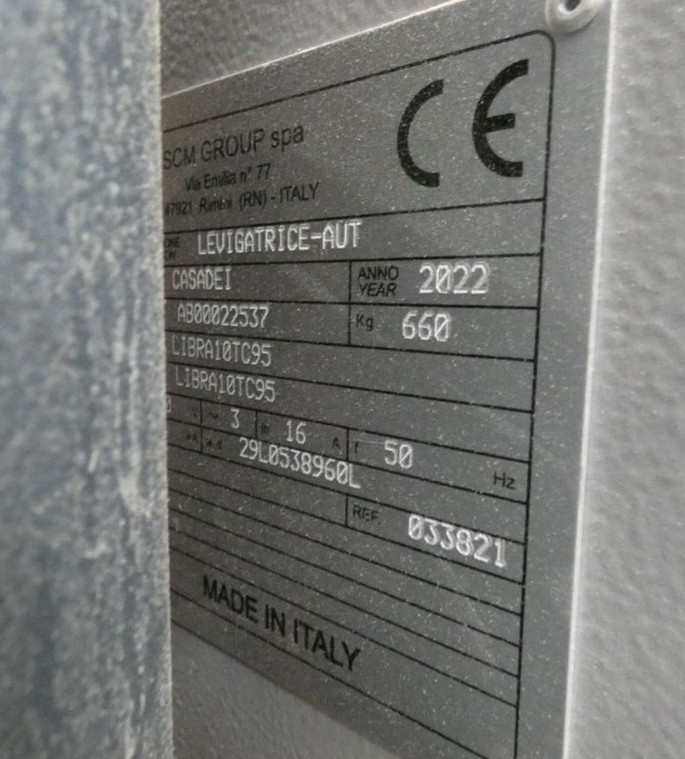 CE
SCM GROUP spa
Via Emilia n° 77
47921 Rimini (RN) - ITALY
LEVIGATRICE-AUT
CASADEI ANNO YEAR 2022
AB00022537 Kg 660
LIBRA10TC95
LIBRA10TC95
3 16 A f 50 Hz
29L0538960L
REF. 033821
MADE IN ITALY